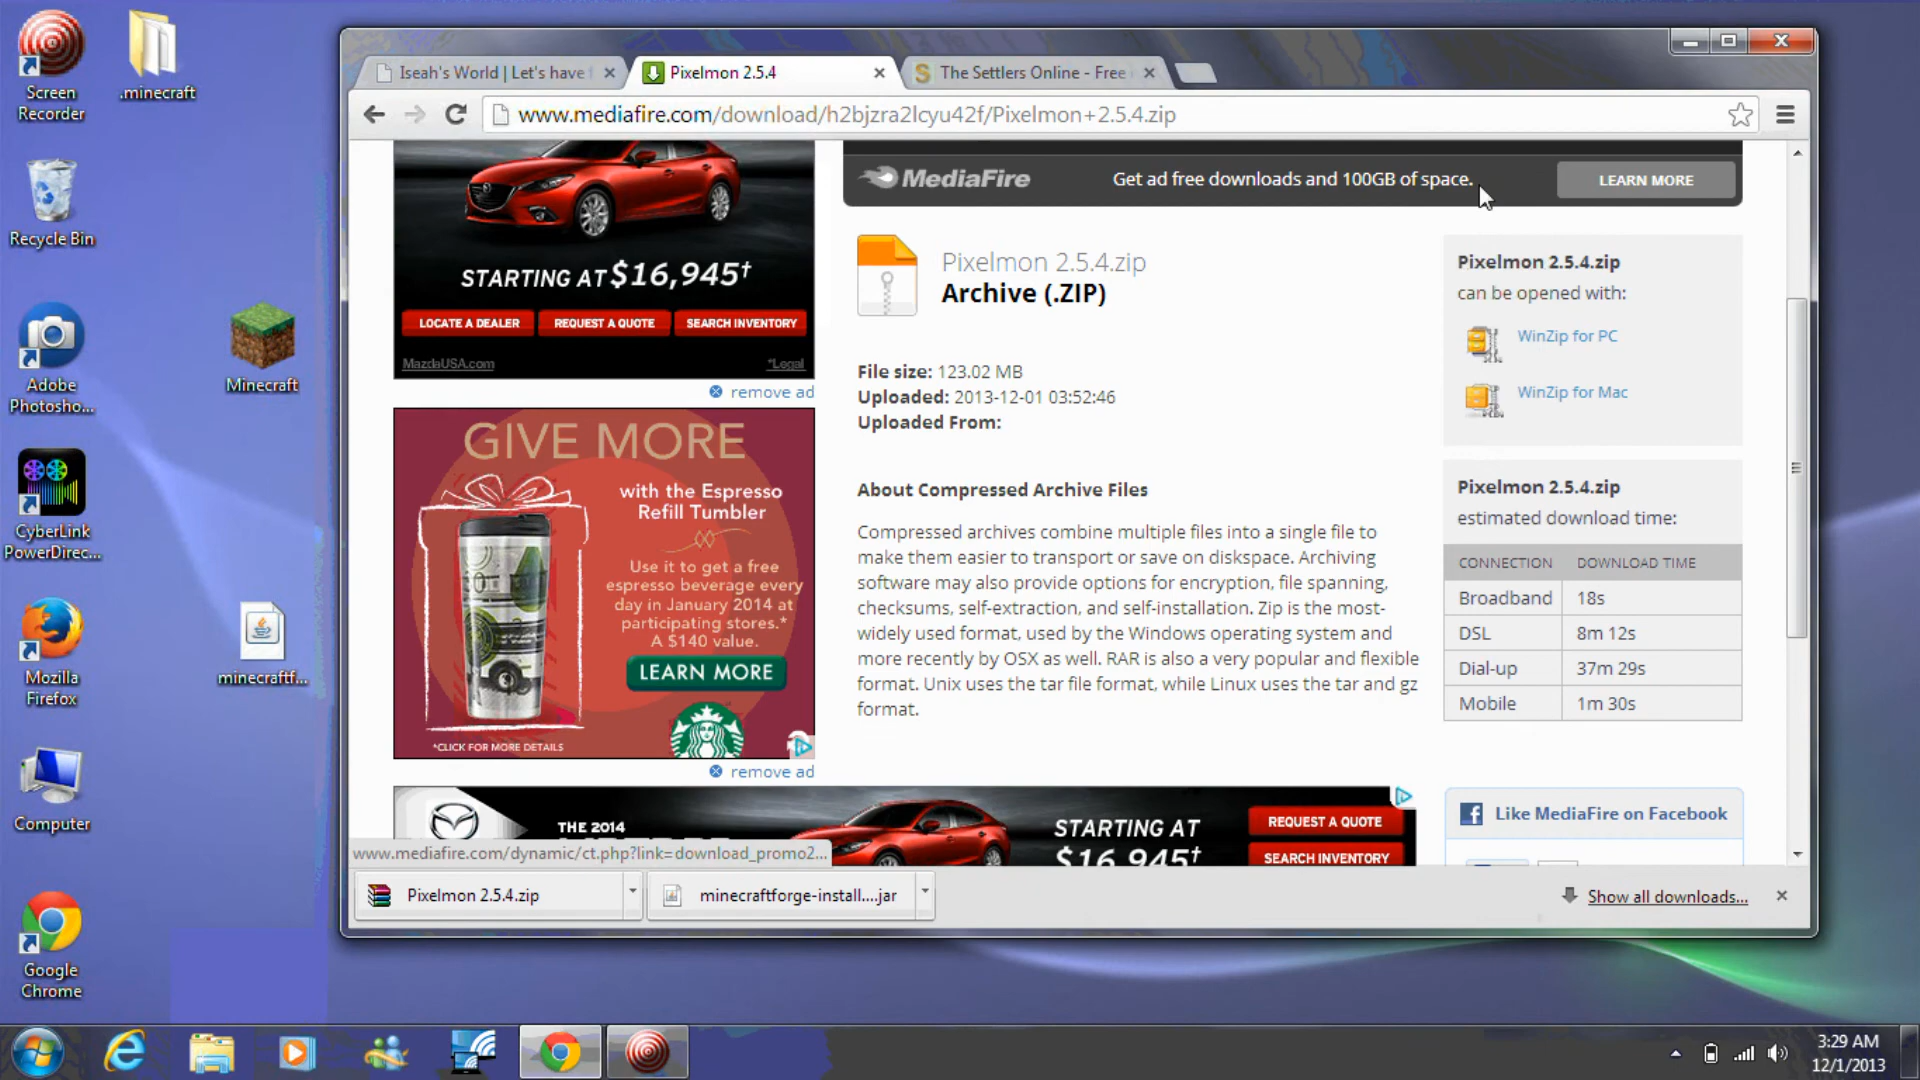 Screen
Recorder
.minecraft
Recycle Bin
Adobe
Photosho...
Minecraft
CyberLink
PowerDirec...
Mozilla
Firefox
minecraftf...
Computer
Google
Chrome
Iseah's World | Let's have f
Pixelmon 2.5.4
The Settlers Online - Free
www.mediafire.com/download/h2bjzra2lcyu42f/Pixelmon+2.5.4.zip
STARTING AT $16,945†
LOCATE A DEALER
REQUEST A QUOTE
SEARCH INVENTORY
MazdaUSA.com
*Legal
remove ad
GIVE MORE
with the Espresso
Refill Tumbler
Use it to get a free
espresso beverage every
day in January 2014 at
participating stores.*
A $140 value.
LEARN MORE
*CLICK FOR MORE DETAILS
remove ad
MediaFire
Get ad free downloads and 100GB of space.
LEARN MORE
Pixelmon 2.5.4.zip
Archive (.ZIP)
File size: 123.02 MB
Uploaded: 2013-12-01 03:52:46
Uploaded From:
About Compressed Archive Files
Compressed archives combine multiple files into a single file to
make them easier to transport or save on diskspace. Archiving
software may also provide options for encryption, file spanning,
checksums, self-extraction, and self-installation. Zip is the most-
widely used format, used by the Windows operating system and
more recently by OSX as well. RAR is also a very popular and flexible
format. Unix uses the tar file format, while Linux uses the tar and gz
format.
Pixelmon 2.5.4.zip
can be opened with:
WinZip for PC
WinZip for Mac
Pixelmon 2.5.4.zip
estimated download time:
CONNECTION DOWNLOAD TIME
Broadband 18s
DSL 8m 12s
Dial-up 37m 29s
Mobile 1m 30s
THE 2014
STARTING AT
$16,945†
REQUEST A QUOTE
SEARCH INVENTORY
Like MediaFire on Facebook
www.mediafire.com/dynamic/ct.php?link=download_promo2...
Pixelmon 2.5.4.zip
minecraftforge-install....jar
Show all downloads...
3:29 AM
12/1/2013